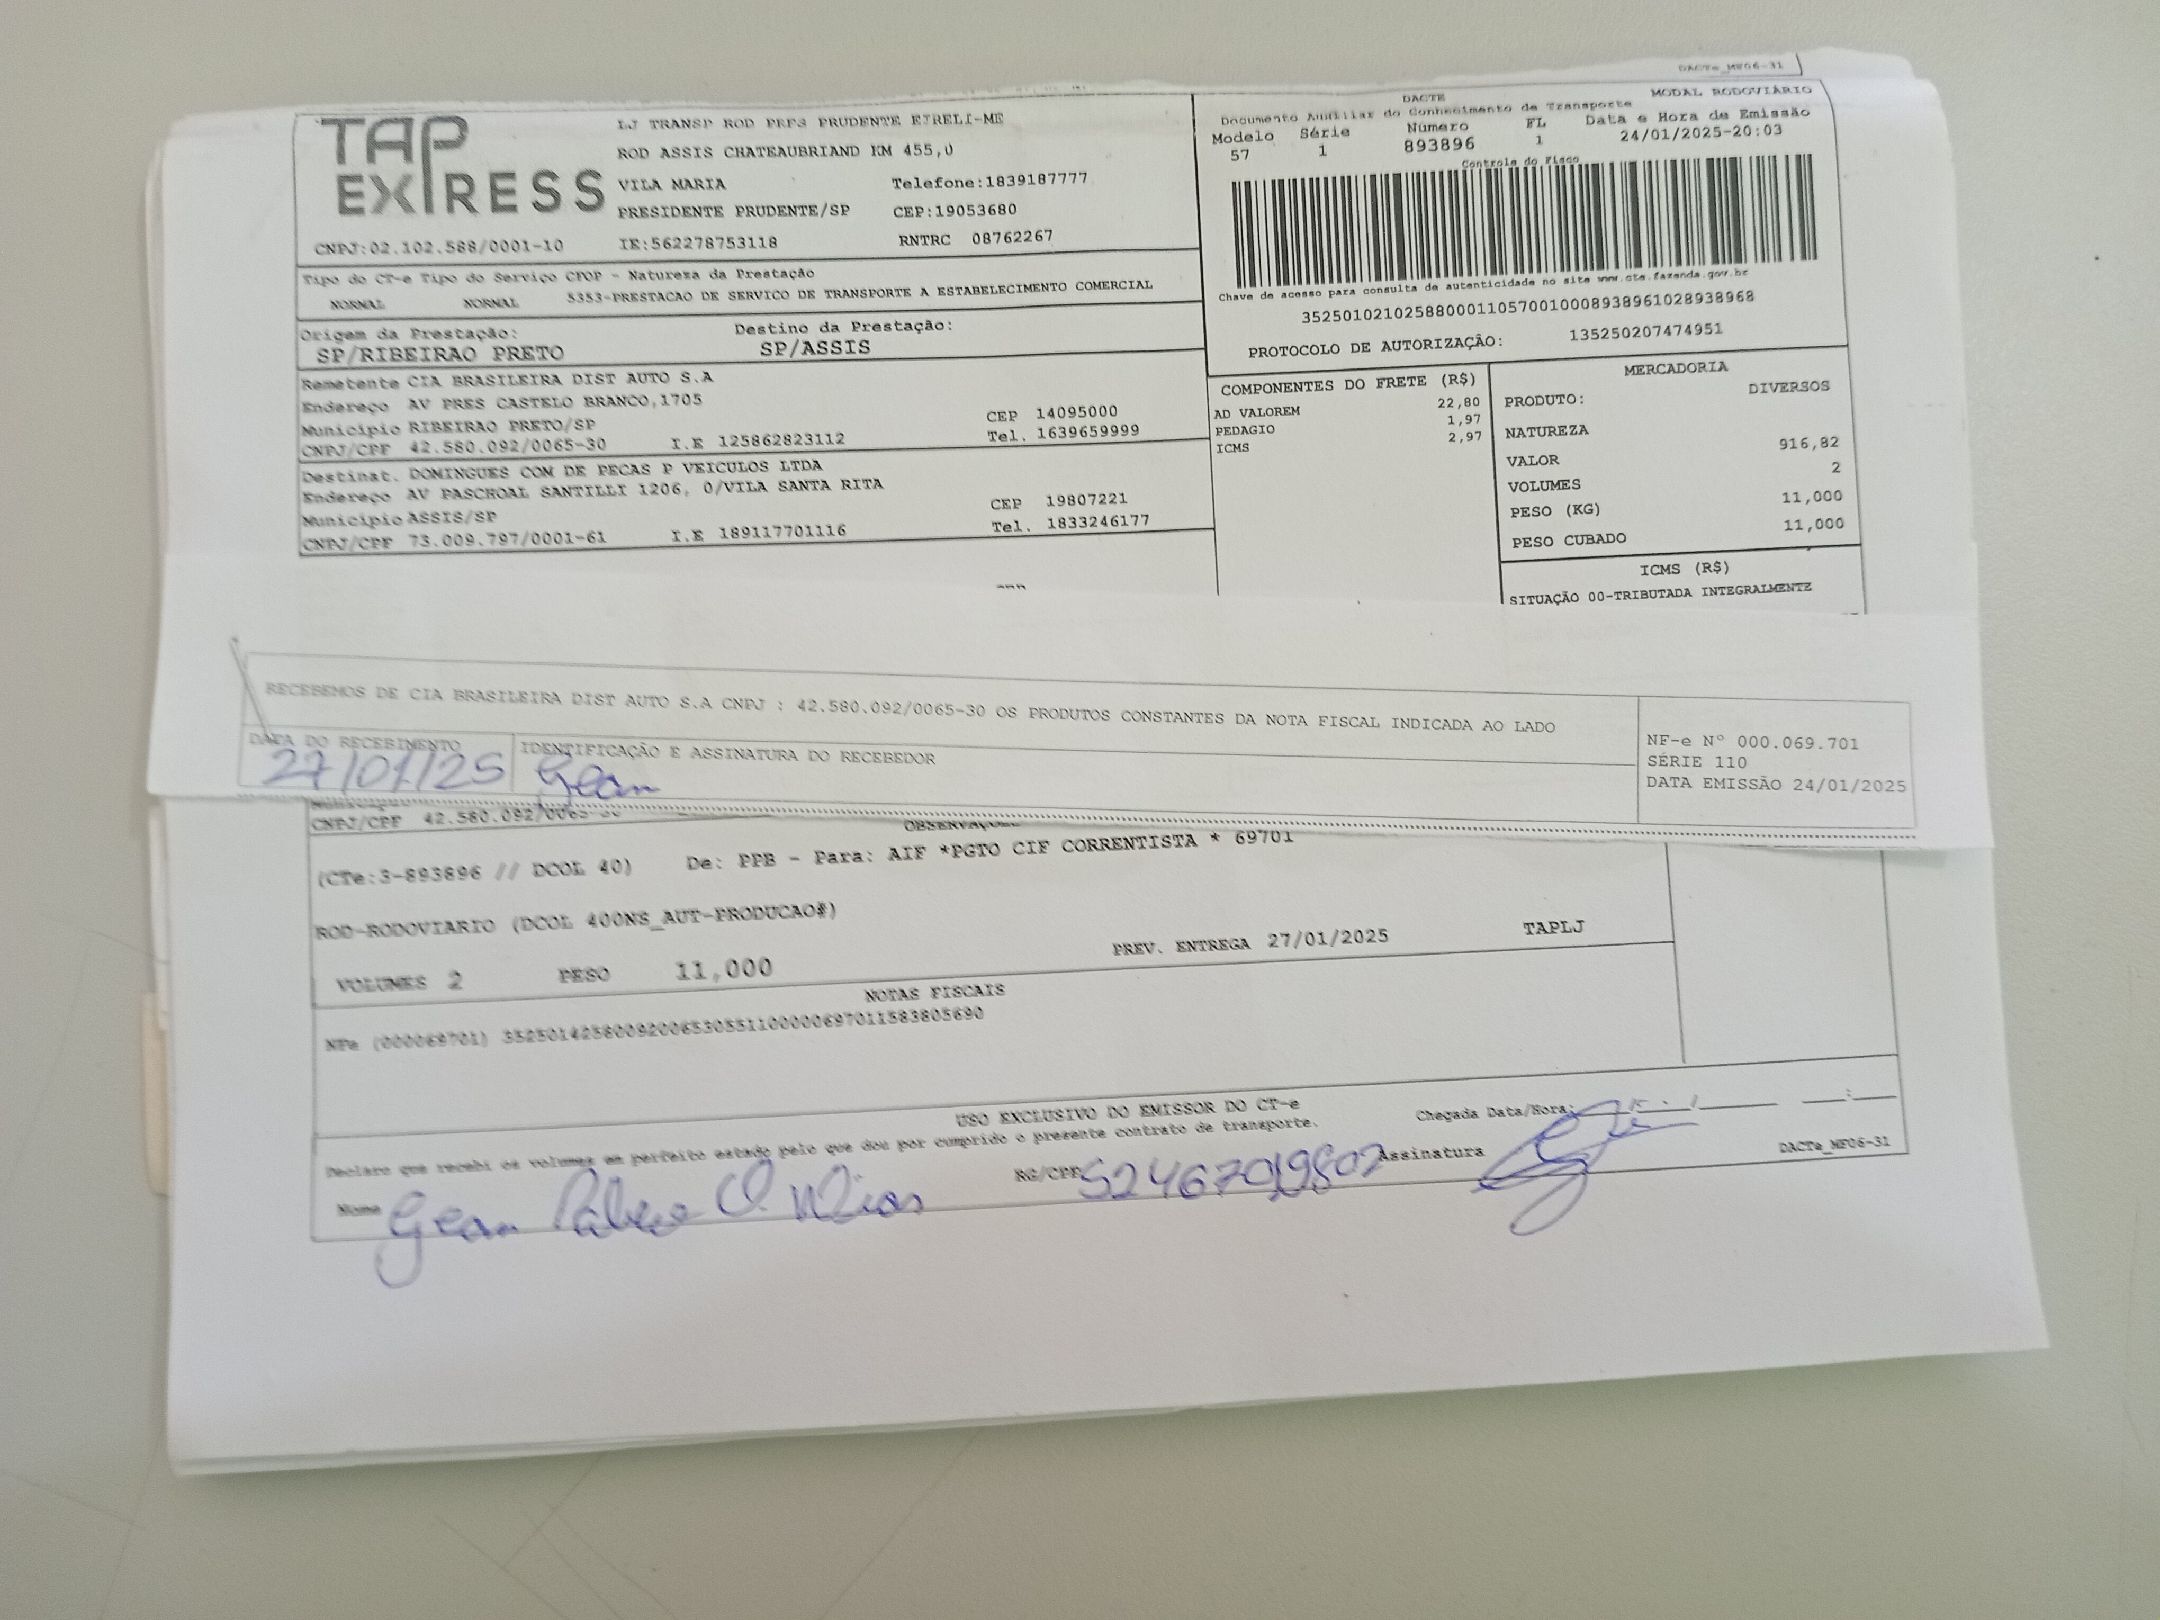 DACTe_MF06-31
TAP EXPRESS
LJ TRANSP ROD PRES PRUDENTE EIRELI-ME
ROD ASSIS CHATEAUBRIAND KM 455,0
VILA MARIA Telefone:1839187777
PRESIDENTE PRUDENTE/SP CEP:19053680
CNPJ:02.102.588/0001-10 IE:562278753118 RNTRC 08762267
DACTE MODAL RODOVIÁRIO
Documento Auxiliar do Conhecimento de Transporte
Modelo Série Número FL Data e Hora de Emissão
57 1 893896 1 24/01/2025-20:03
Controle do Fisco
Chave de acesso para consulta de autenticidade no site www.cte.fazenda.gov.br
35250102102588000110570010008938961028938968
PROTOCOLO DE AUTORIZAÇÃO: 135250207474951
Tipo do CT-e Tipo do Serviço CFOP - Natureza da Prestação
NORMAL NORMAL 5353-PRESTACAO DE SERVICO DE TRANSPORTE A ESTABELECIMENTO COMERCIAL
Origem da Prestação: Destino da Prestação:
SP/RIBEIRAO PRETO SP/ASSIS
Remetente CIA BRASILEIRA DIST AUTO S.A
Endereço AV PRES CASTELO BRANCO,1705
Município RIBEIRAO PRETO/SP CEP 14095000
CNPJ/CPF 42.580.092/0065-30 I.E 125862823112 Tel. 1639659999
Destinat. DOMINGUES COM DE PECAS P VEICULOS LTDA
Endereço AV PASCHOAL SANTILLI 1206, 0/VILA SANTA RITA
Município ASSIS/SP CEP 19807221
CNPJ/CPF 73.009.797/0001-61 I.E 189117701116 Tel. 1833246177
COMPONENTES DO FRETE (R$)
AD VALOREM 22,80
PEDAGIO 1,97
ICMS 2,97
MERCADORIA
PRODUTO: DIVERSOS
NATUREZA
VALOR 916,82
VOLUMES 2
PESO (KG) 11,000
PESO CUBADO 11,000
ICMS (R$)
SITUAÇÃO 00-TRIBUTADA INTEGRALMENTE
RECEBEMOS DE CIA BRASILEIRA DIST AUTO S.A CNPJ : 42.580.092/0065-30 OS PRODUTOS CONSTANTES DA NOTA FISCAL INDICADA AO LADO
DATA DO RECEBIMENTO IDENTIFICAÇÃO E ASSINATURA DO RECEBEDOR
27/01/25 Gean
NF-e Nº 000.069.701
SÉRIE 110
DATA EMISSÃO 24/01/2025
CNPJ/CPF 42.580.092/0065-30
(CTe:3-893896 // DCOL 40) De: PPB - Para: AIF *PGTO CIF CORRENTISTA * 69701
ROD-RODOVIARIO (DCOL 400NS_AUT-PRODUCAO#)
VOLUMES 2 PESO 11,000 PREV. ENTREGA 27/01/2025 TAPLJ
NOTAS FISCAIS
NFe (000069701) 35250142580092006530551100000697011583805690
USO EXCLUSIVO DO EMISSOR DO CT-e
Declaro que recebi os volumes em perfeito estado pelo que dou por cumprido o presente contrato de transporte.
Chegada Data/Hora:
Nome Gean RG/CPF 52467019807 Assinatura
DACTe_MF06-31